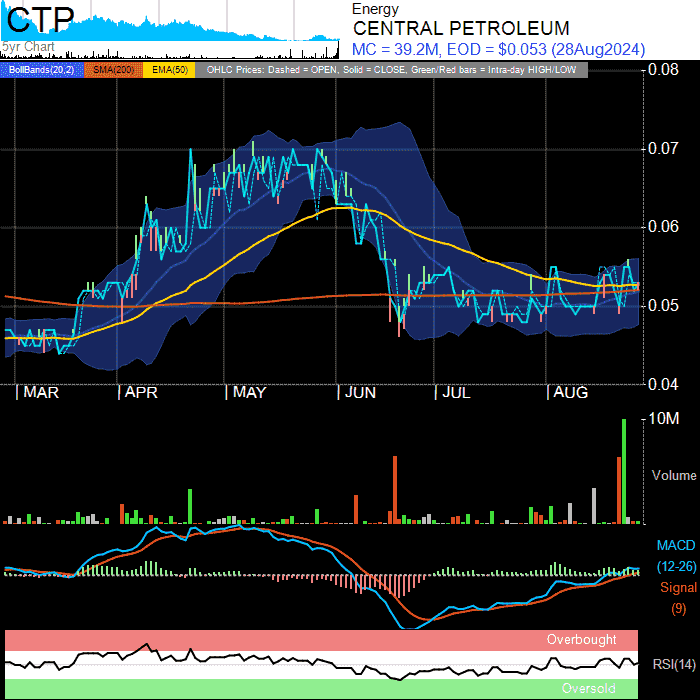 CTP
5yr Chart
Energy
CENTRAL PETROLEUM
MC = 39.2M, EOD = $0.053 (28Aug2024)
BollBands(20,2) SMA(200) EMA(50) OHLC Prices: Dashed = OPEN, Solid = CLOSE, Green/Red bars = Intra-day HIGH/LOW
0.08
0.07
0.06
0.05
0.04
MAR APR MAY JUN JUL AUG
10M
Volume
MACD
(12-26)
Signal
(9)
Overbought
RSI(14)
Oversold